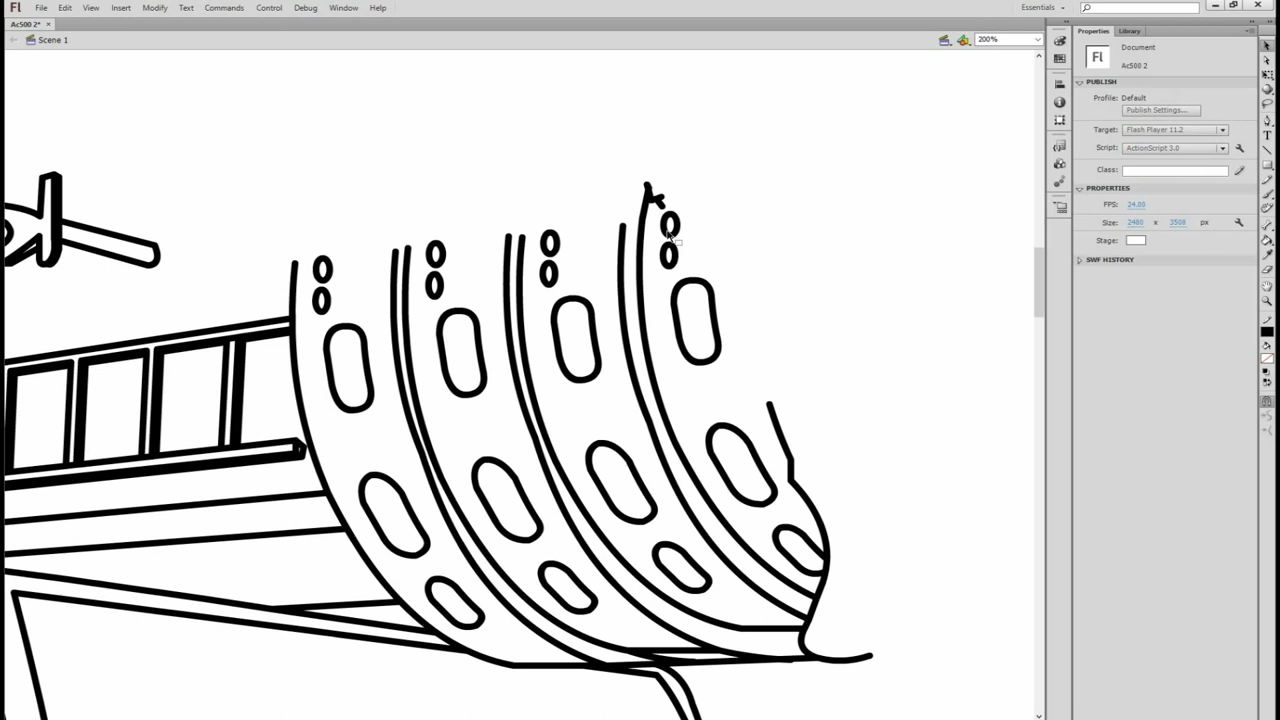 Fl File Edit View Insert Modify Text Commands Control Debug Window Help Essentials
Ac500 2* ×
Scene 1 200%
Properties Library
Fl Document
Ac500 2
PUBLISH
Profile: Default
Publish Settings...
Target: Flash Player 11.2
Script: ActionScript 3.0
Class:
PROPERTIES
FPS: 24.00
Size: 2480 x 3508 px
Stage:
SWF HISTORY